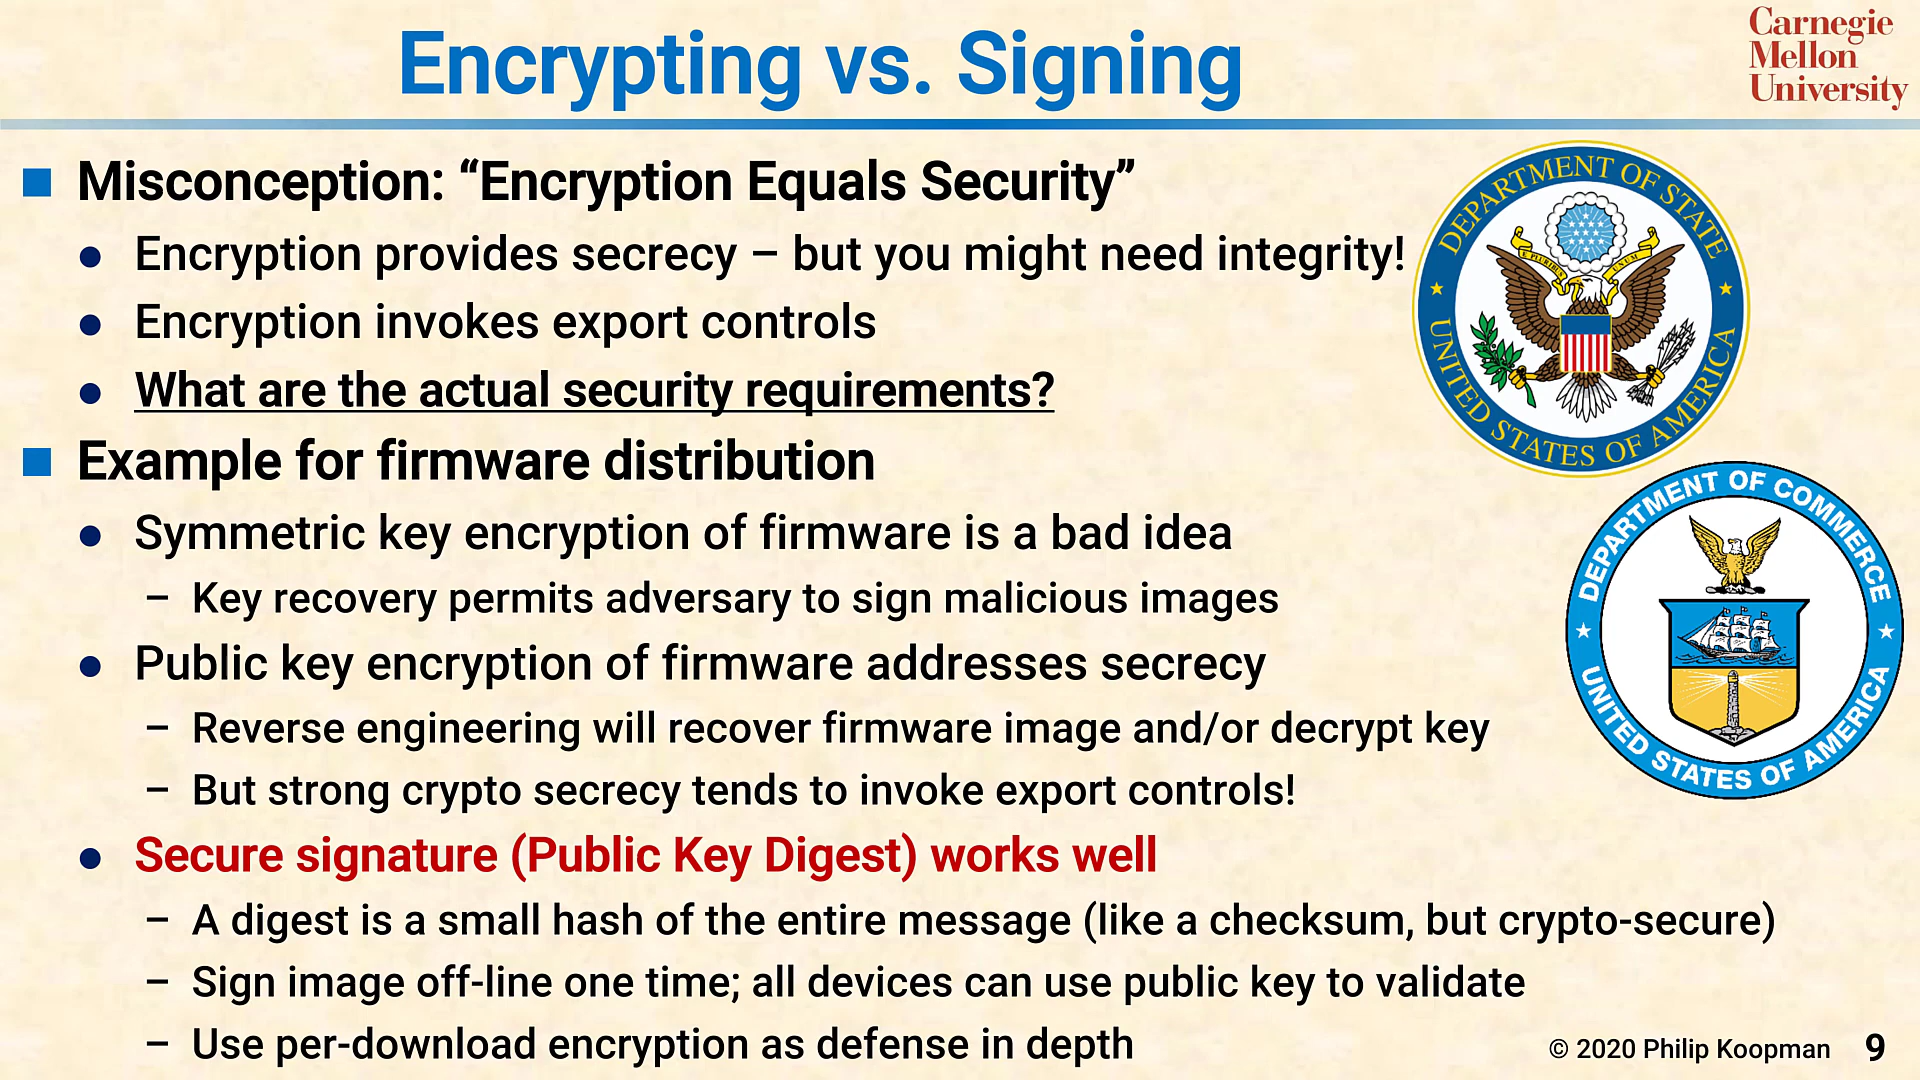 Encrypting vs. Signing
Carnegie
Mellon
University
Misconception: “Encryption Equals Security”
Encryption provides secrecy – but you might need integrity!
Encryption invokes export controls
What are the actual security requirements?
Example for firmware distribution
Symmetric key encryption of firmware is a bad idea
– Key recovery permits adversary to sign malicious images
Public key encryption of firmware addresses secrecy
– Reverse engineering will recover firmware image and/or decrypt key
– But strong crypto secrecy tends to invoke export controls!
Secure signature (Public Key Digest) works well
– A digest is a small hash of the entire message (like a checksum, but crypto-secure)
– Sign image off-line one time; all devices can use public key to validate
– Use per-download encryption as defense in depth
DEPARTMENT OF STATE
E PLURIBUS UNUM
UNITED STATES OF AMERICA
DEPARTMENT OF COMMERCE
UNITED STATES OF AMERICA
© 2020 Philip Koopman 9